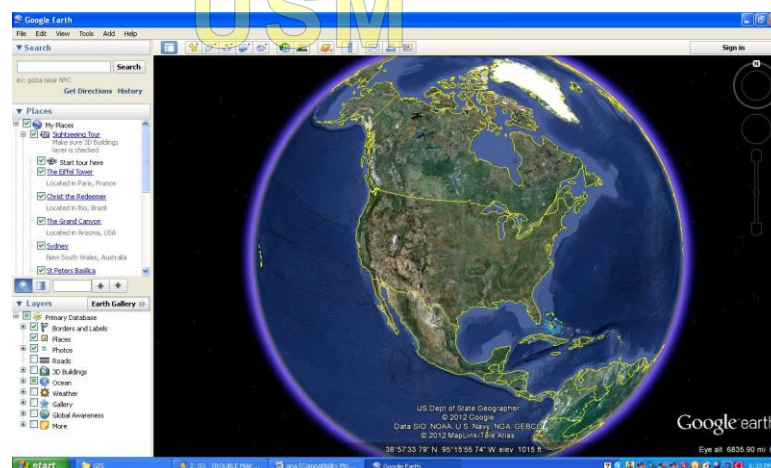 USM
Google Earth
File Edit View Tools Add Help
▼ Search
Search
ex: pizza near NYC
Get Directions History
▼ Places
My Places
Sightseeing Tour
Make sure 3D Buildings
layer is checked
Start tour here
The Eiffel Tower
Located in Paris, France
Christ the Redeemer
Located in Rio, Brazil
The Grand Canyon
Located in Arizona, USA
Sydney
New South Wales, Australia
St Peters Basilica
▼ Layers Earth Gallery >>
Primary Database
Borders and Labels
Places
Photos
Roads
3D Buildings
Ocean
Weather
Gallery
Global Awareness
More
Sign in
N
US Dept of State Geographer
© 2012 Google
Data SIO, NOAA, U.S. Navy, NGA, GEBCO
© 2012 MapLink/Tele Atlas
Google earth
38°57'33.79" N 95°15'55.74" W elev 1015 ft
Eye alt 6835.90 mi
start
GIS
Google Earth